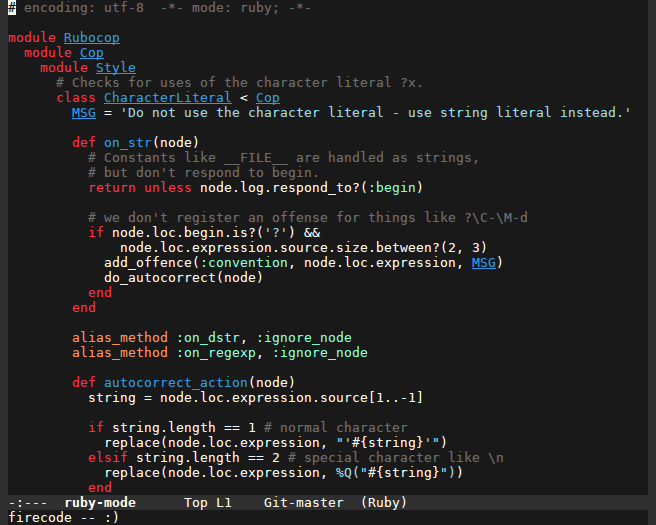 # encoding: utf-8  -*- mode: ruby; -*-

module Rubocop
  module Cop
    module Style
      # Checks for uses of the character literal ?x.
      class CharacterLiteral < Cop
        MSG = 'Do not use the character literal - use string literal instead.'

        def on_str(node)
          # Constants like __FILE__ are handled as strings,
          # but don't respond to begin.
          return unless node.log.respond_to?(:begin)

          # we don't register an offense for things like ?\C-\M-d
          if node.loc.begin.is?('?') &&
              node.loc.expression.source.size.between?(2, 3)
            add_offence(:convention, node.loc.expression, MSG)
            do_autocorrect(node)
          end
        end

        alias_method :on_dstr, :ignore_node
        alias_method :on_regexp, :ignore_node

        def autocorrect_action(node)
          string = node.loc.expression.source[1..-1]

          if string.length == 1 # normal character
            replace(node.loc.expression, "'#{string}'")
          elsif string.length == 2 # special character like \n
            replace(node.loc.expression, %Q("#{string}"))
          end
-:---  ruby-mode      Top L1    Git-master  (Ruby)
firecode -- :)